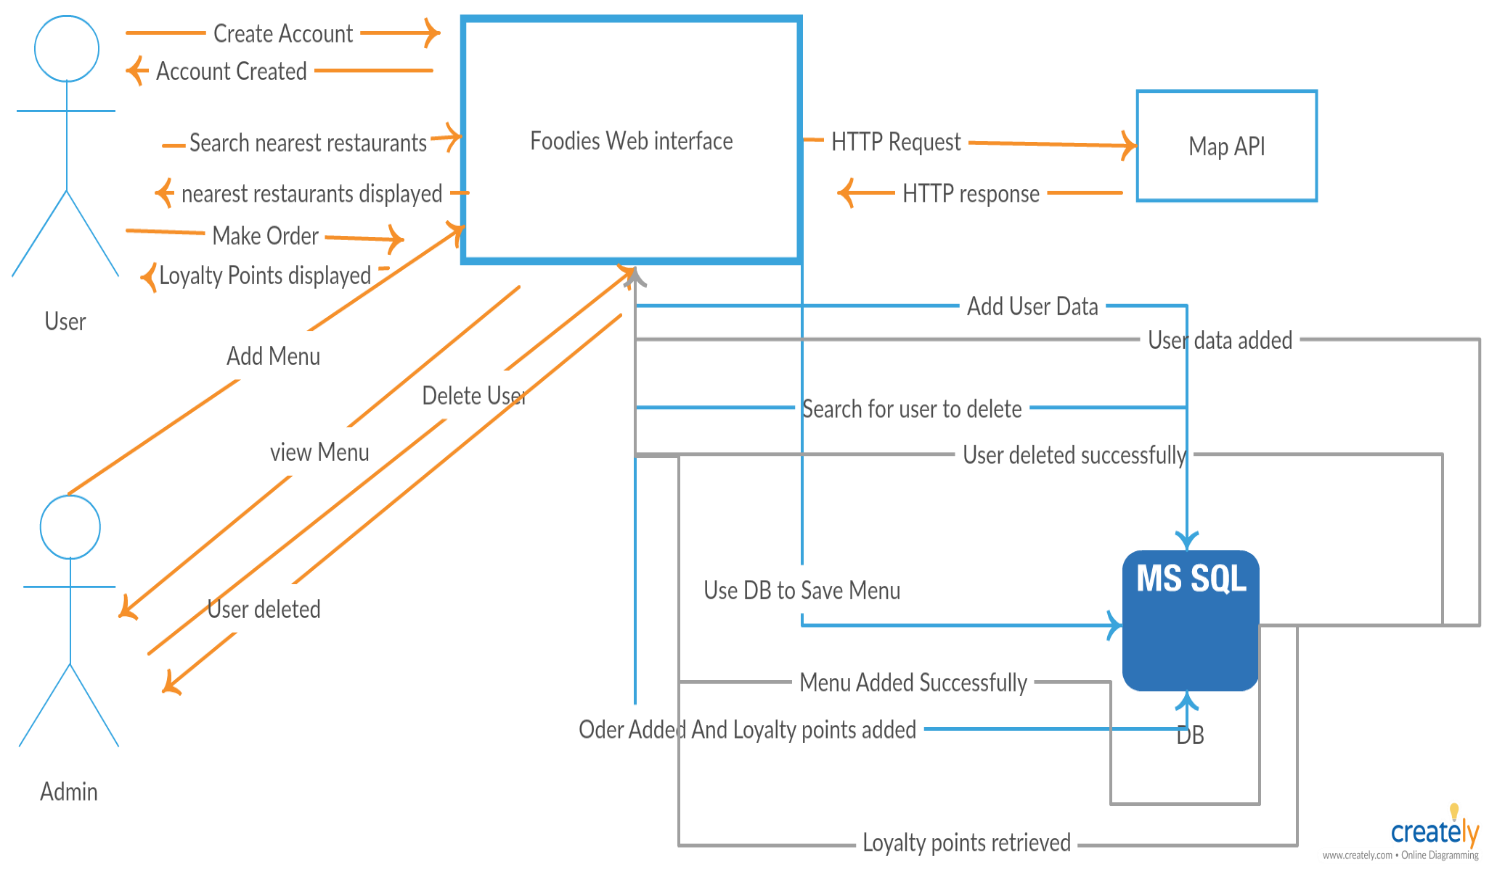 Create Account
Account Created
Search nearest restaurants
nearest restaurants displayed
Make Order
Loyalty Points displayed
User
Foodies Web interface
HTTP Request
HTTP response
Map API
Add User Data
User data added
Add Menu
Delete User
Search for user to delete
view Menu
User deleted successfully
MS SQL
Use DB to Save Menu
User deleted
Menu Added Successfully
Oder Added And Loyalty points added
DB
Admin
Loyalty points retrieved
creately
www.creately.com • Online Diagramming